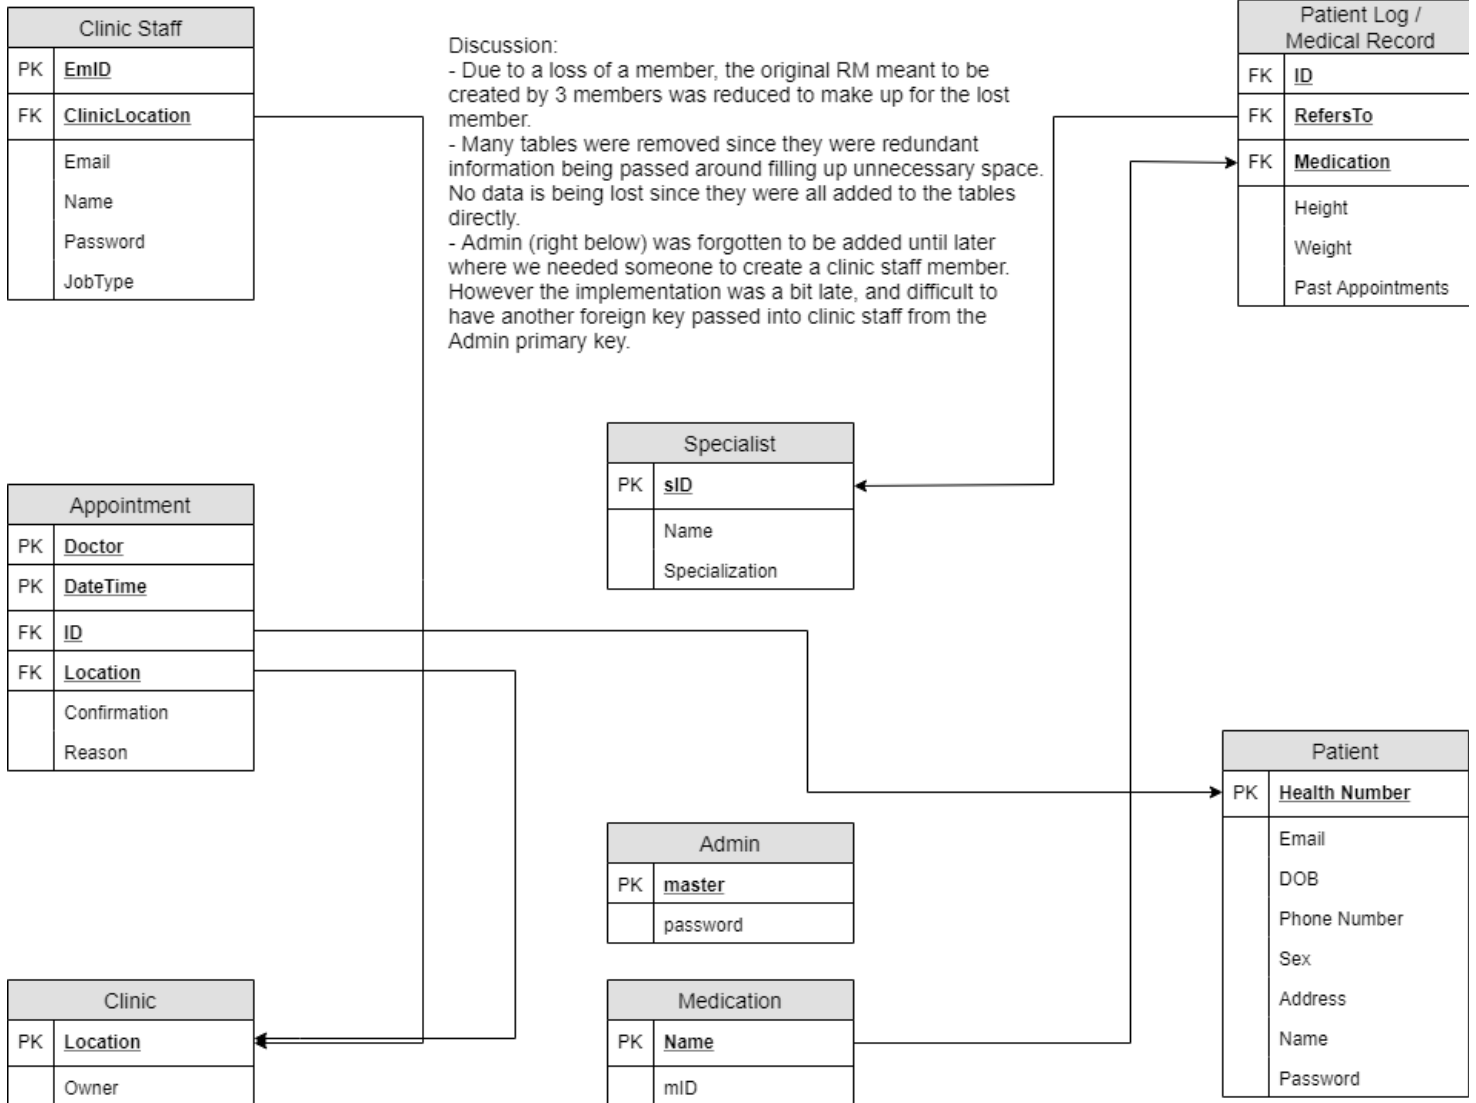 Clinic Staff
PK EmID
FK ClinicLocation
Email
Name
Password
JobType
Discussion:
- Due to a loss of a member, the original RM meant to be
created by 3 members was reduced to make up for the lost
member.
- Many tables were removed since they were redundant
information being passed around filling up unnecessary space.
No data is being lost since they were all added to the tables
directly.
- Admin (right below) was forgotten to be added until later
where we needed someone to create a clinic staff member.
However the implementation was a bit late, and difficult to
have another foreign key passed into clinic staff from the
Admin primary key.
Patient Log /
Medical Record
FK ID
FK RefersTo
FK Medication
Height
Weight
Past Appointments
Specialist
PK sID
Name
Specialization
Appointment
PK Doctor
PK DateTime
FK ID
FK Location
Confirmation
Reason
Patient
PK Health Number
Email
DOB
Phone Number
Sex
Address
Name
Password
Admin
PK master
password
Clinic
PK Location
Owner
Medication
PK Name
mID